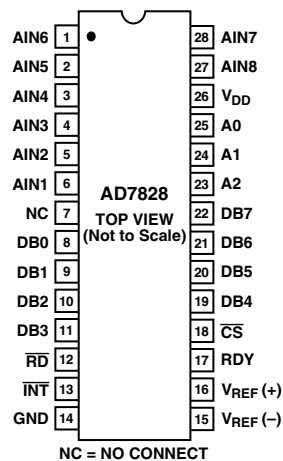 AIN6 1 28 AIN7
AIN5 2 27 AIN8
AIN4 3 26 VDD
AIN3 4 25 A0
AIN2 5 24 A1
AIN1 6 23 A2
AD7828
NC 7 22 DB7
TOP VIEW
(Not to Scale)
DB0 8 21 DB6
DB1 9 20 DB5
DB2 10 19 DB4
DB3 11 18 C̅S̅
R̅D̅ 12 17 RDY
I̅N̅T̅ 13 16 VREF (+)
GND 14 15 VREF (–)
NC = NO CONNECT